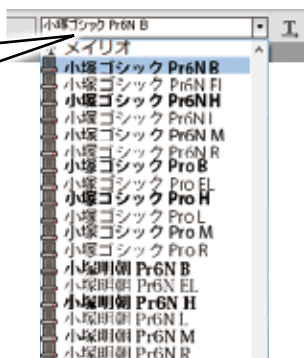 小塚ゴシック Pr6N B
メイリオ
小塚ゴシック Pr6N B
小塚ゴシック Pr6N El
小塚ゴシック Pr6N H
小塚ゴシック Pr6N I
小塚ゴシック Pr6N M
小塚ゴシック Pr6N R
小塚ゴシック Pro B
小塚ゴシック Pro EL
小塚ゴシック Pro H
小塚ゴシック Pro L
小塚ゴシック Pro M
小塚ゴシック Pro R
小塚明朝 Pr6N B
小塚明朝 Pr6N EL
小塚明朝 Pr6N H
小塚明朝 Pr6N L
小塚明朝 Pr6N M
小塚明朝 Pr6N R